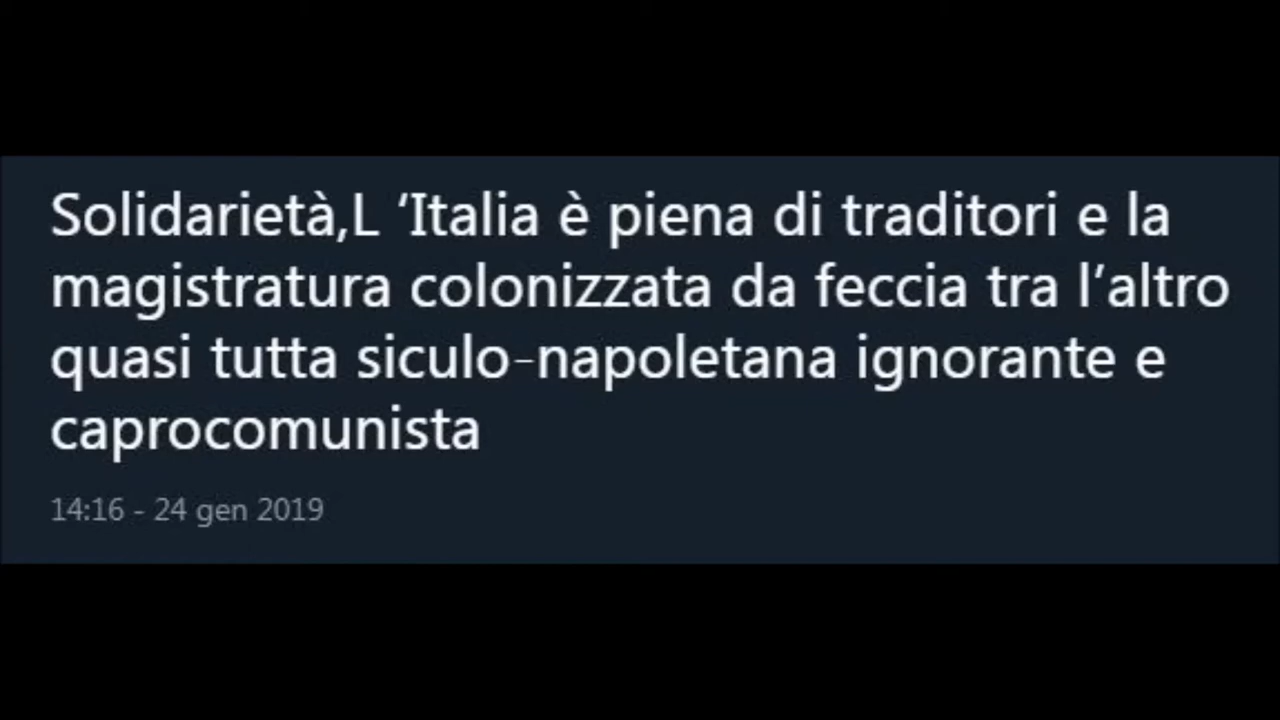 Solidarietà,L ‘Italia è piena di traditori e la
magistratura colonizzata da feccia tra l’altro
quasi tutta siculo-napoletana ignorante e
caprocomunista
14:16 - 24 gen 2019